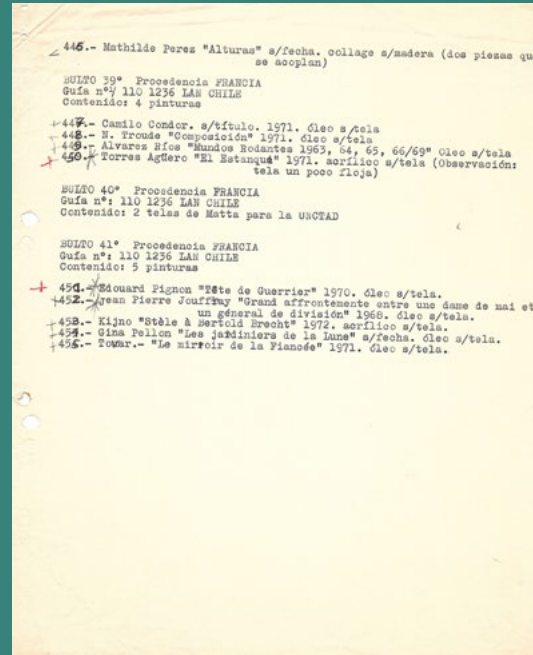 446.- Mathilde Perez "Alturas" s/fecha. collage s/madera (dos piezas qu
se acoplan)
BULTO 39° Procedencia FRANCIA
Guía n° 110 1236 LAN CHILE
Contenido: 4 pinturas
447.- Camilo Condor. s/título. 1971. óleo s/tela
448.- N. Troude "Composición" 1971. óleo s/tela
449.- Alvarez Ríos "Mundos Rodantes 1963, 64, 65, 66/69" Oleo s/tela
450.- Torres Agüero "El Estanque" 1971. acrílico s/tela (Observación:
tela un poco floja)
BULTO 40° Procedencia FRANCIA
Guía n°: 110 1236 LAN CHILE
Contenido: 2 telas de Matta para la UNCTAD
BULTO 41° Procedencia FRANCIA
Guía n°: 110 1236 LAN CHILE
Contenido: 5 pinturas
451.- Edouard Pignon "Tête de Guerrier" 1970. óleo s/tela.
452.- Jean Pierre Jouffray "Grand affrontemente entre une dame de mai et
un géneral de división" 1968. óleo s/tela.
453.- Kijno "Stèle à Bertold Brecht" 1972. acrílico s/tela.
454.- Gina Pellon "Les jardiniers de la Lune" s/fecha. óleo s/tela.
455.- Tovar.- "Le mirroir de la Fiancée" 1971. óleo s/tela.